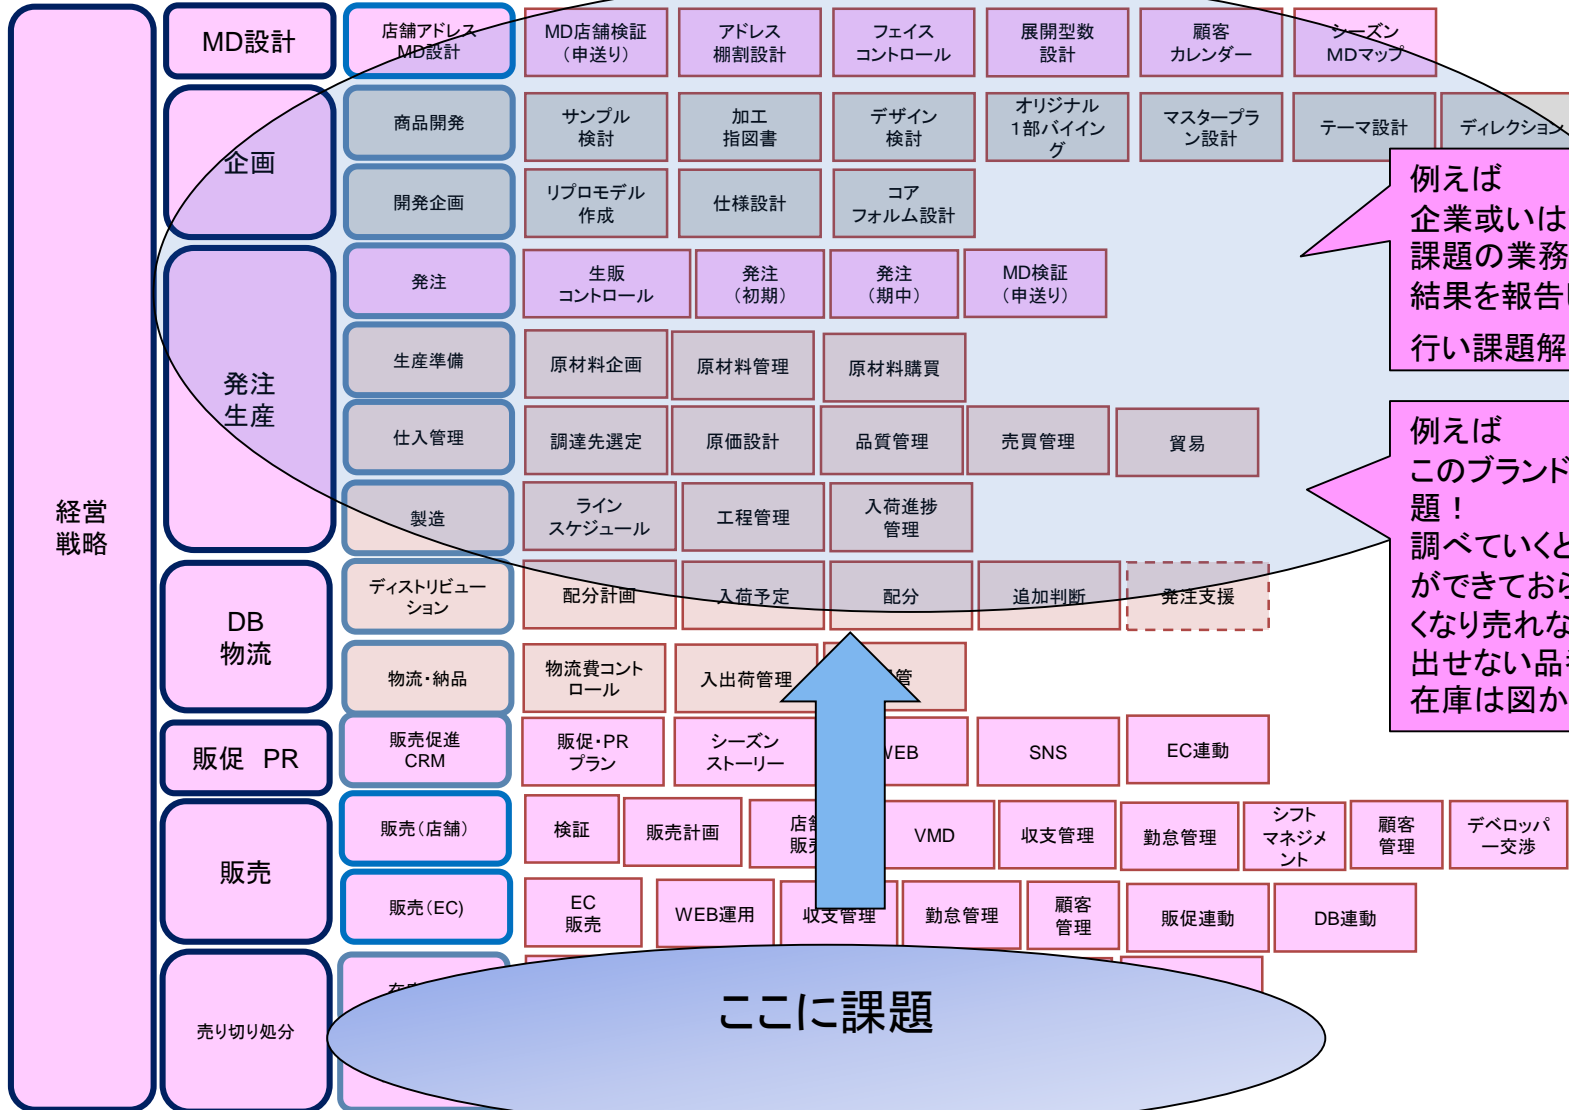 経営
戦略
MD設計
店舗アドレス
MD設計
MD店舗検証
（申送り）
アドレス
棚割設計
フェイス
コントロール
展開型数
設計
顧客
カレンダー
シーズン
MDマップ
企画
商品開発
サンプル
検討
加工
指図書
デザイン
検討
オリジナル
1部バイイン
グ
マスタープラ
ン設計
テーマ設計
ディレクション
開発企画
リプロモデル
作成
仕様設計
コア
フォルム設計
発注
生産
発注
生販
コントロール
発注
（初期）
発注
（期中）
MD検証
（申送り）
生産準備
原材料企画
原材料管理
原材料購買
仕入管理
調達先選定
原価設計
品質管理
売買管理
貿易
製造
ライン
スケジュール
工程管理
入荷進捗
管理
DB
物流
ディストリビュー
ション
配分計画
入荷予定
配分
追加判断
発注支援
物流・納品
物流費コント
ロール
入出荷管理
管
販促　PR
販売促進
CRM
販促・PR
プラン
シーズン
ストーリー
WEB
SNS
EC連動
販売
販売（店舗）
検証
販売計画
店舗
販売
VMD
収支管理
勤怠管理
シフト
マネジメ
ント
顧客
管理
デベロッパ
ー交渉
販売（EC)
EC
販売
WEB運用
収支管理
勤怠管理
顧客
管理
販促連動
DB連動
売り切り処分
ここに課題
例えば
企業或いは
課題の業務
結果を報告
行い課題解
例えば
このブランド
題！
調べていくと
ができておら
くなり売れな
出せない品
在庫は図か